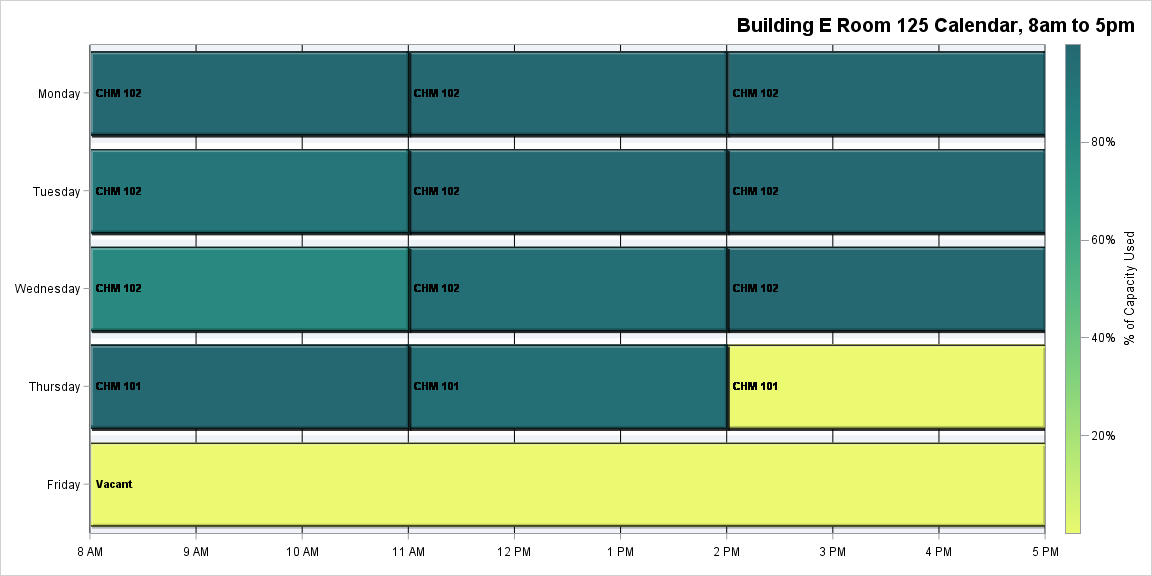 Building E Room 125 Calendar, 8am to 5pm
Monday CHM 102 CHM 102 CHM 102
80%
Tuesday CHM 102 CHM 102 CHM 102
60%
% of Capacity Used
Wednesday CHM 102 CHM 102 CHM 102
40%
Thursday CHM 101 CHM 101 CHM 101
20%
Friday Vacant
8 AM 9 AM 10 AM 11 AM 12 PM 1 PM 2 PM 3 PM 4 PM 5 PM